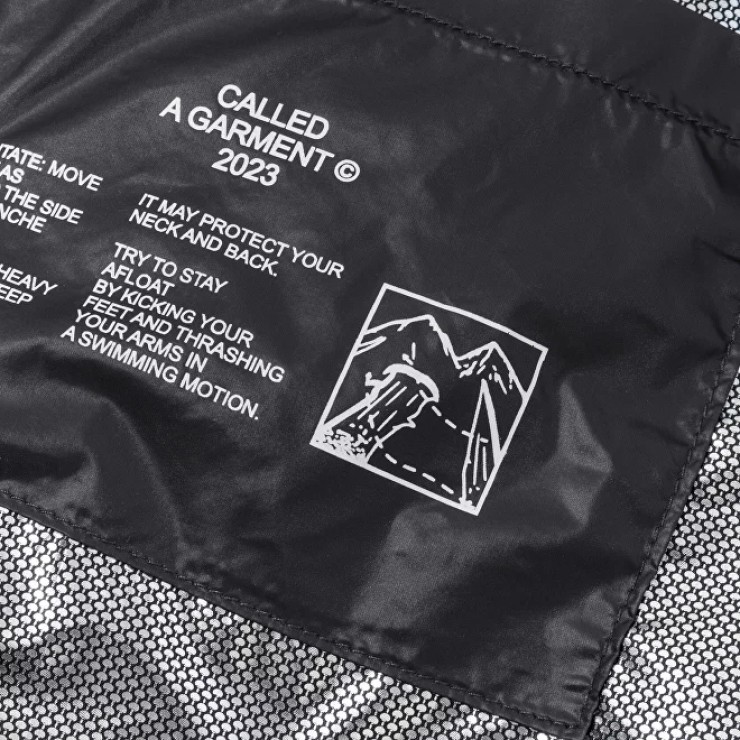 CALLED
A GARMENT ©
2023
TATE: MOVE
AS
THE SIDE
NCHE
HEAVY
EEP
IT MAY PROTECT YOUR
NECK AND BACK.
TRY TO STAY
AFLOAT
BY KICKING YOUR
FEET AND THRASHING
YOUR ARMS IN
A SWIMMING MOTION.